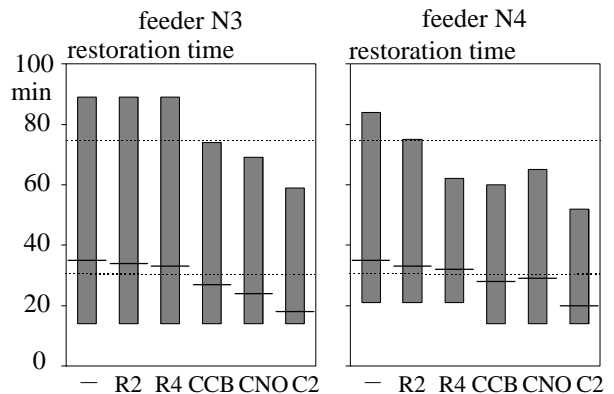 feeder N3
restoration time
100
min
80
60
40
20
0
– R2 R4 CCB CNO C2
feeder N4
restoration time
– R2 R4 CCB CNO C2